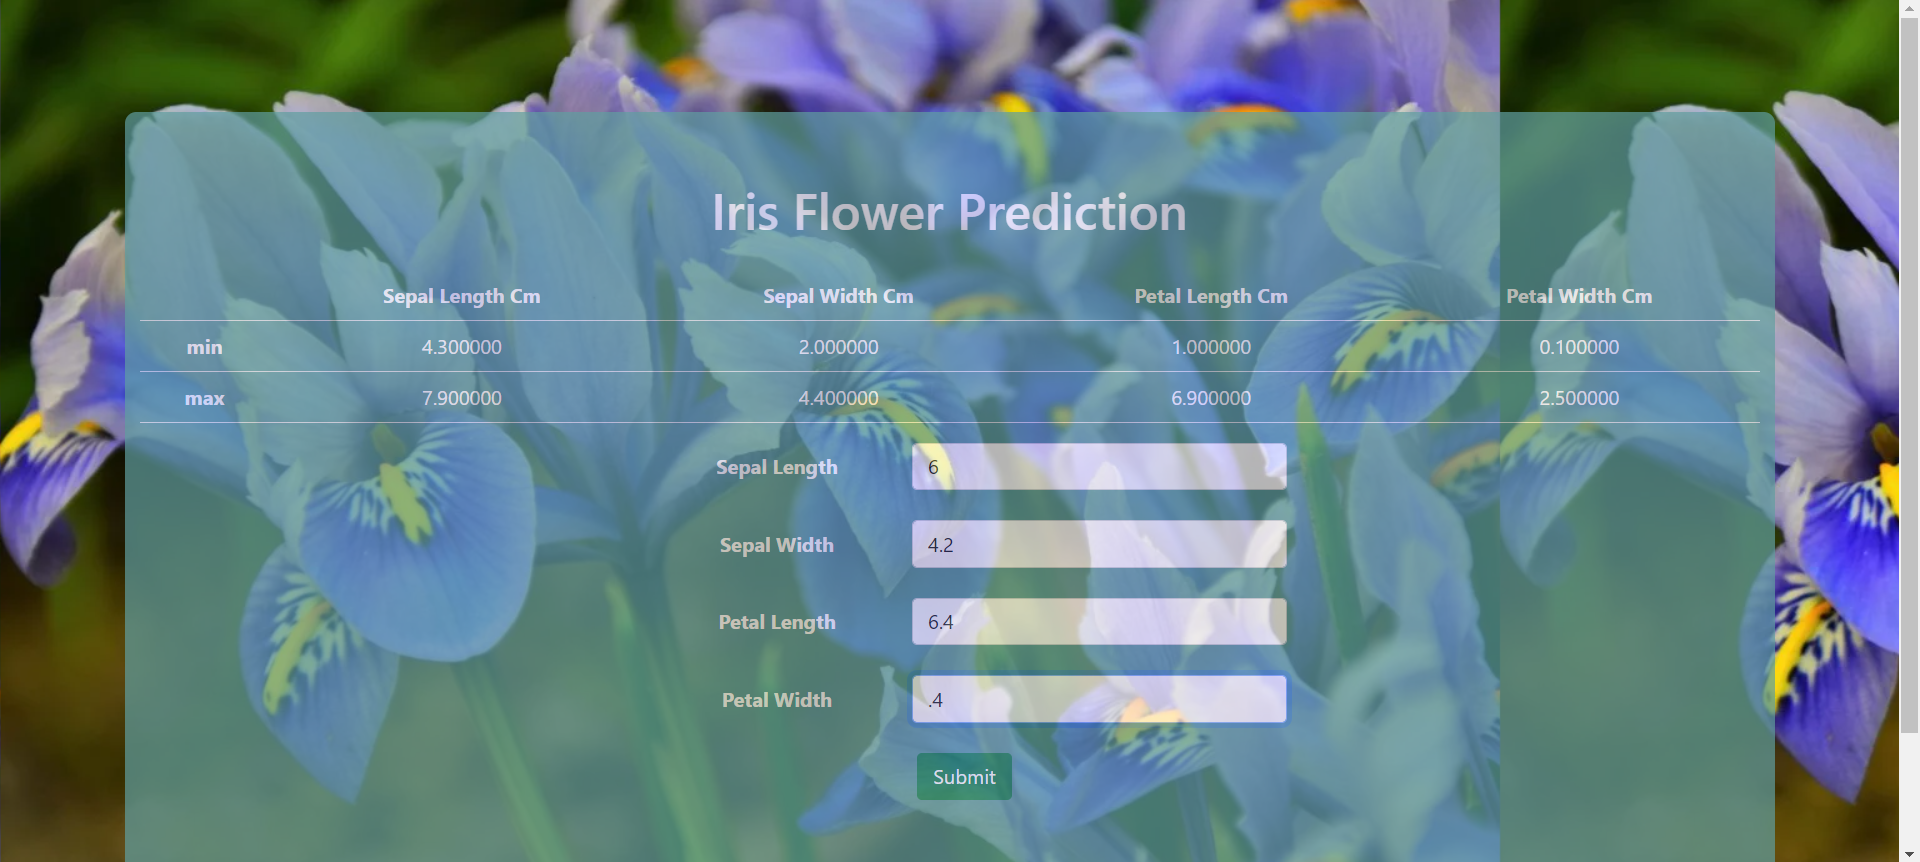 Iris Flower Prediction
Sepal Length Cm Sepal Width Cm Petal Length Cm Petal Width Cm
min 4.300000 2.000000 1.000000 0.100000
max 7.900000 4.400000 6.900000 2.500000
Sepal Length 6
Sepal Width 4.2
Petal Length 6.4
Petal Width .4
Submit